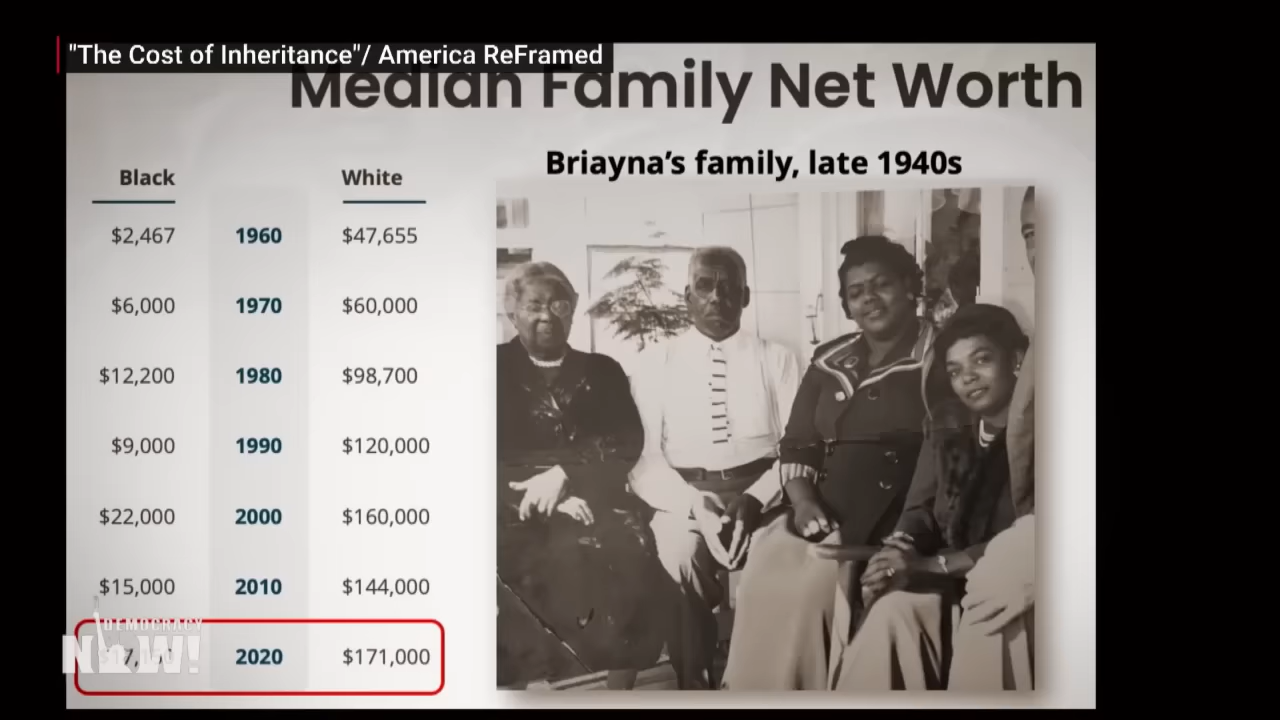 "The Cost of Inheritance"/ America ReFramed
Median Family Net Worth
Briayna's family, late 1940s
Black White
$2,467 1960 $47,655
$6,000 1970 $60,000
$12,200 1980 $98,700
$9,000 1990 $120,000
$22,000 2000 $160,000
$15,000 2010 $144,000
2020 $171,000
DEMOCRACY
NOW!